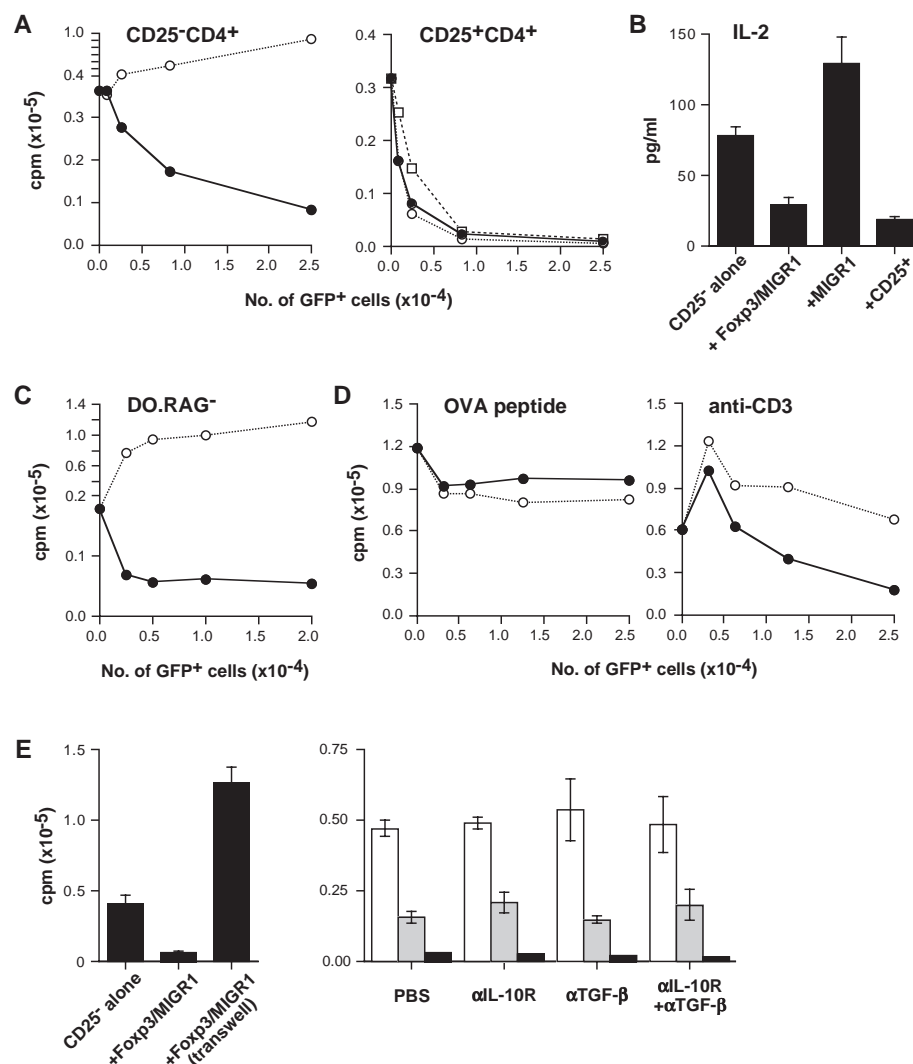 A
CD25-CD4+
CD25+CD4+
cpm (x10-5)
1.0
0.4
0.3
0.2
0.1
0.0
0.0 0.5 1.0 1.5 2.0 2.5
0.4
0.3
0.2
0.1
0.0
0.0 0.5 1.0 1.5 2.0 2.5
No. of GFP+ cells (x10-4)
B
IL-2
pg/ml
150
100
50
0
CD25- alone
+ Foxp3/MIGR1
+MIGR1
+CD25+
C
DO.RAG-
cpm (x10-5)
1.4
1.0
0.6
0.2
0.1
0.0
0.0 0.5 1.0 1.5 2.0
No. of GFP+ cells (x10-4)
D
OVA peptide
anti-CD3
cpm (x10-5)
1.5
1.2
0.9
0.6
0.3
0.0
0.0 0.5 1.0 1.5 2.0 2.5
1.5
1.2
0.9
0.6
0.3
0.0
0.0 0.5 1.0 1.5 2.0 2.5
No. of GFP+ cells (x10-4)
E
cpm (x10-5)
1.5
1.0
0.5
0
CD25- alone
+Foxp3/MIGR1
+Foxp3/MIGR1
(transwell)
0.75
0.50
0.25
0.00
PBS
αIL-10R
αTGF-β
αIL-10R
+αTGF-β